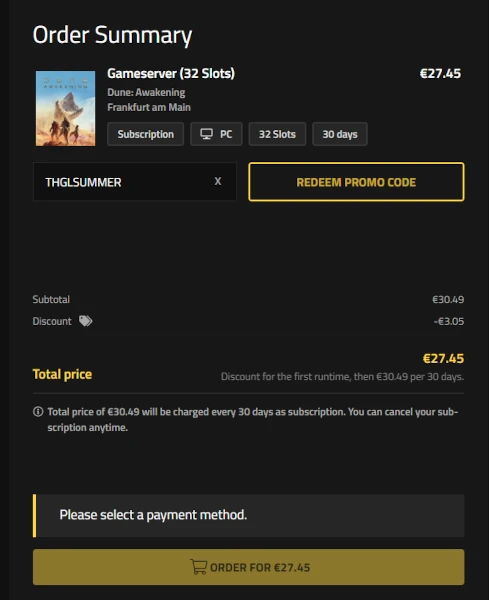 Order Summary
Gameserver (32 Slots)
€27.45
Dune: Awakening
Frankfurt am Main
Subscription
PC
32 Slots
30 days
THGLSUMMER
X
REDEEM PROMO CODE
Subtotal
€30.49
Discount
-€3.05
€27.45
Total price
Discount for the first runtime, then €30.49 per 30 days.
Total price of €30.49 will be charged every 30 days as subscription. You can cancel your sub-
scription anytime.
Please select a payment method.
ORDER FOR €27.45